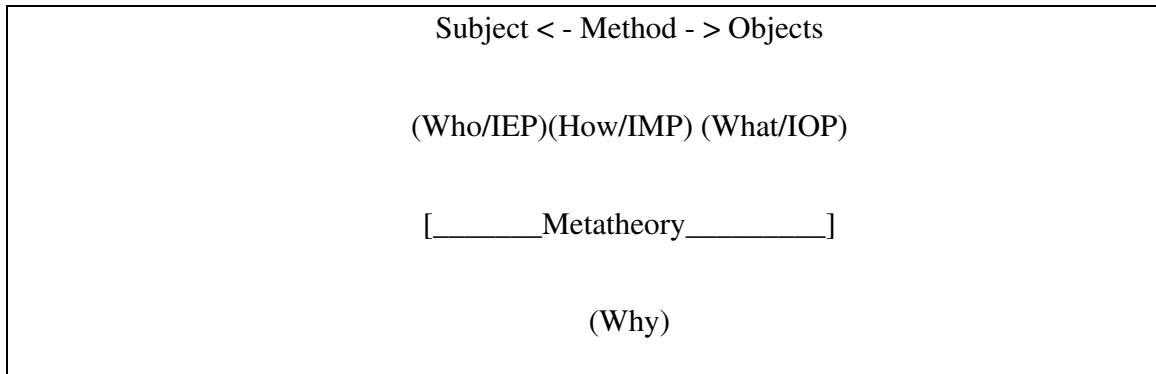 Subject < - Method - > Objects
(Who/IEP)(How/IMP) (What/IOP)
[_______Metatheory_________]
(Why)